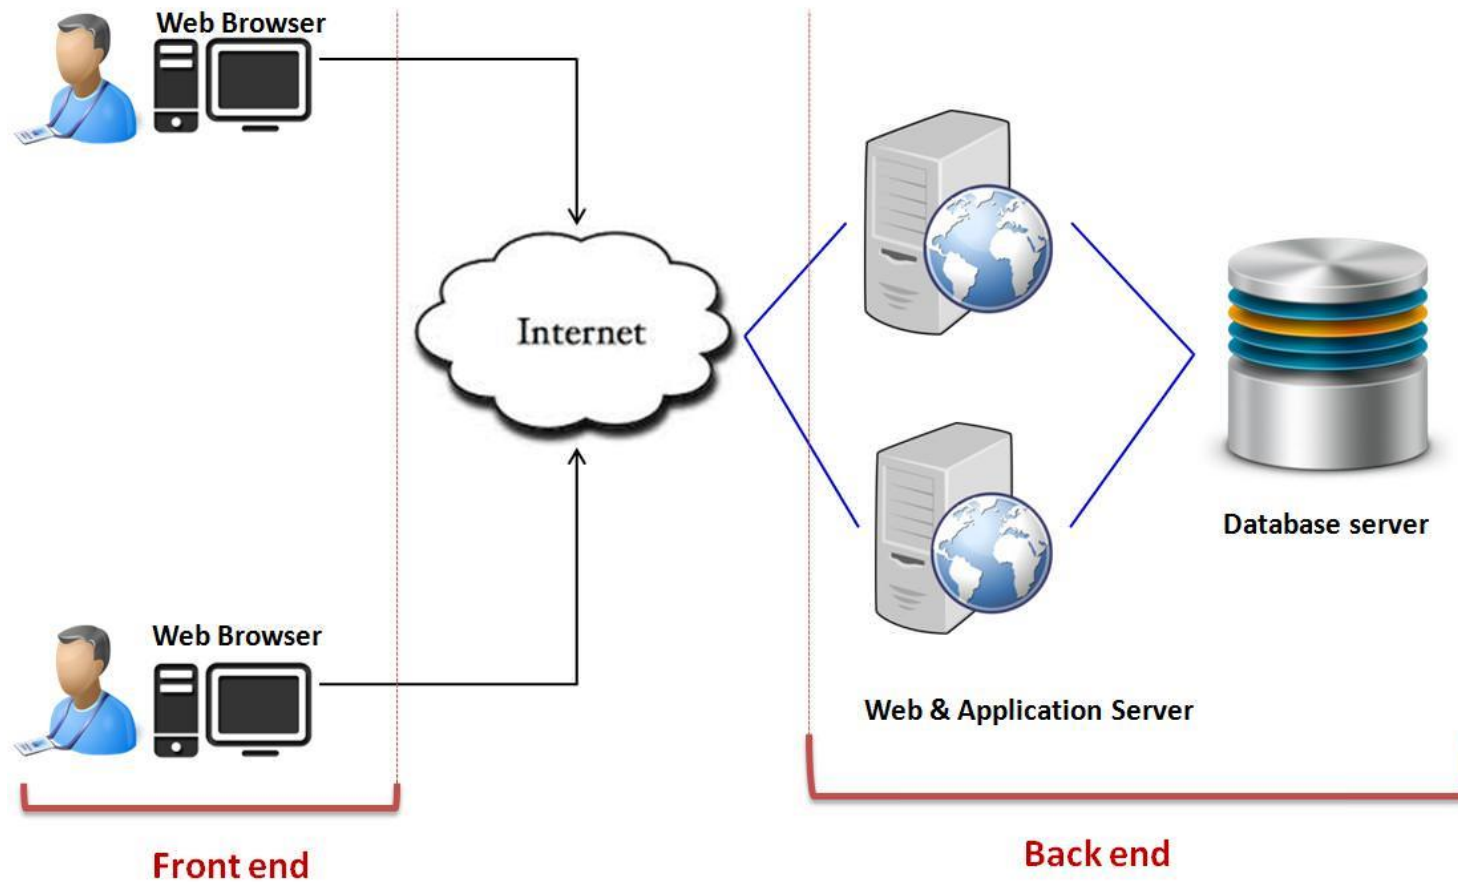 Web Browser
Internet
Database server
Web Browser
Web & Application Server
Front end
Back end